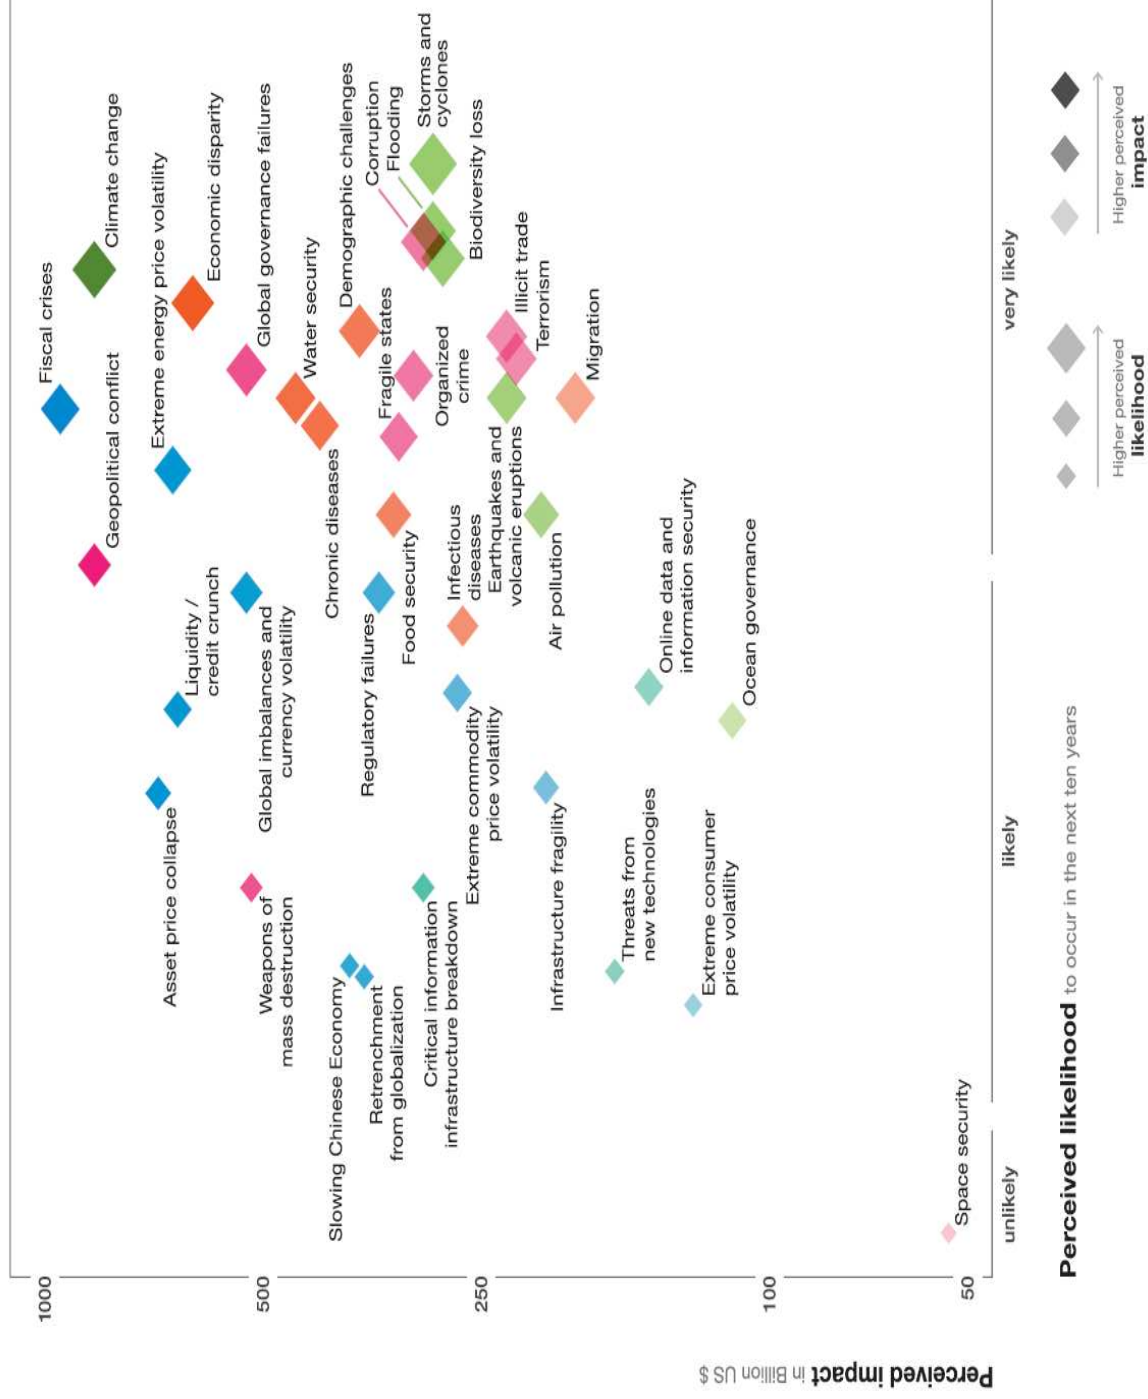 Perceived impact in Billion US $
1000
500
250
100
50
Fiscal crises
Climate change
Geopolitical conflict
Extreme energy price volatility
Economic disparity
Asset price collapse
Liquidity /
credit crunch
Global governance failures
Global imbalances and
currency volatility
Weapons of
mass destruction
Water security
Chronic diseases
Demographic challenges
Slowing Chinese Economy
Retrenchment
from globalization
Regulatory failures
Food security
Fragile states
Organized
crime
Corruption
Flooding
Storms and
cyclones
Biodiversity loss
Critical information
infrastructure breakdown
Extreme commodity
price volatility
Infectious
diseases
Earthquakes and
volcanic eruptions
Illicit trade
Terrorism
Air pollution
Migration
Infrastructure fragility
Threats from
new technologies
Online data and
information security
Extreme consumer
price volatility
Ocean governance
Space security
unlikely
likely
very likely
Perceived likelihood to occur in the next ten years
Higher perceived
likelihood
Higher perceived
impact